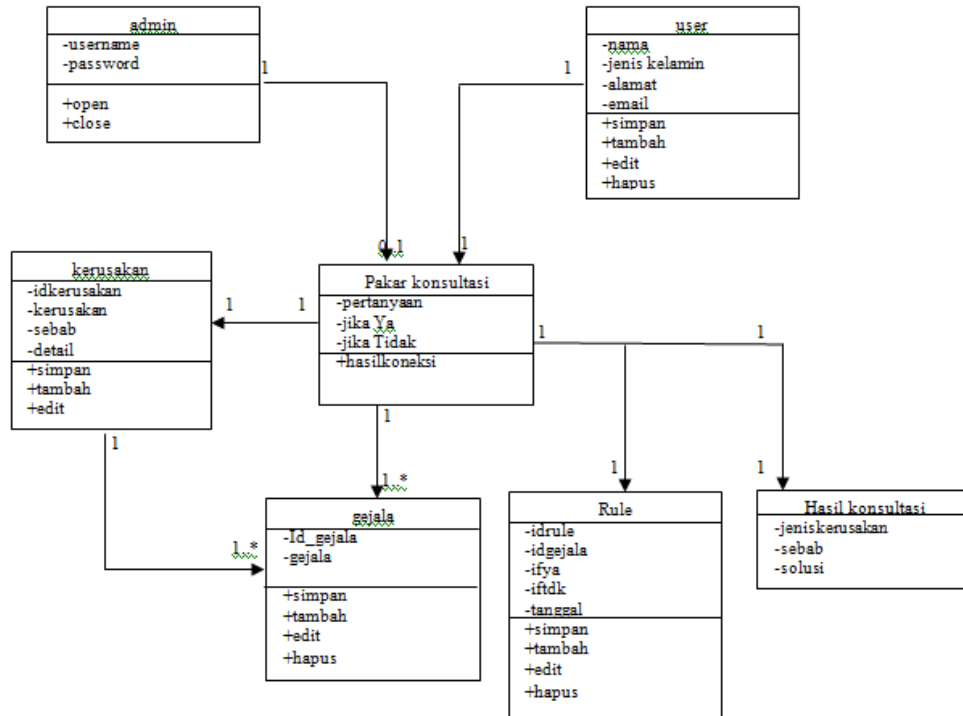 admin
-username
-password
+open
+close
user
-nama
-jenis kelamin
-alamat
-email
+simpan
+tambah
+edit
+hapus
1
1
0..1
1
kerusakan
-idkerusakan
-kerusakan
-sebab
-detail
+simpan
+tambah
+edit
1
1
Pakar konsultasi
-pertanyaan
-jika Ya
-jika Tidak
+hasilkoneksi
1
1
1
1
1..*
1..*
1
1
gejala
-Id_gejala
-gejala
+simpan
+tambah
+edit
+hapus
Rule
-idrule
-idgejala
-ifya
-iftdk
-tanggal
+simpan
+tambah
+edit
+hapus
Hasil konsultasi
-jeniskerusakan
-sebab
-solusi